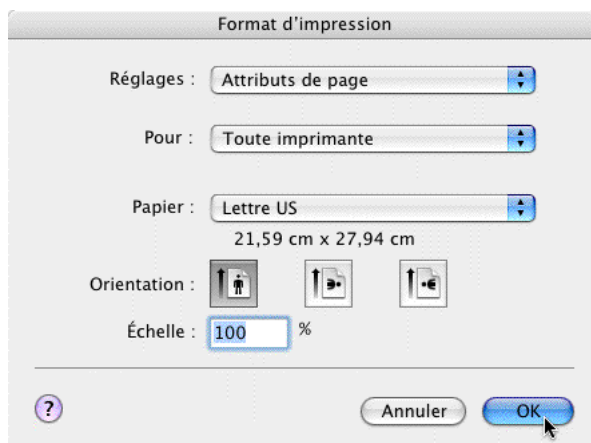 Format d’impression
Réglages : Attributs de page
Pour : Toute imprimante
Papier : Lettre US
21,59 cm x 27,94 cm
Orientation :
Échelle : 100 %
? Annuler OK